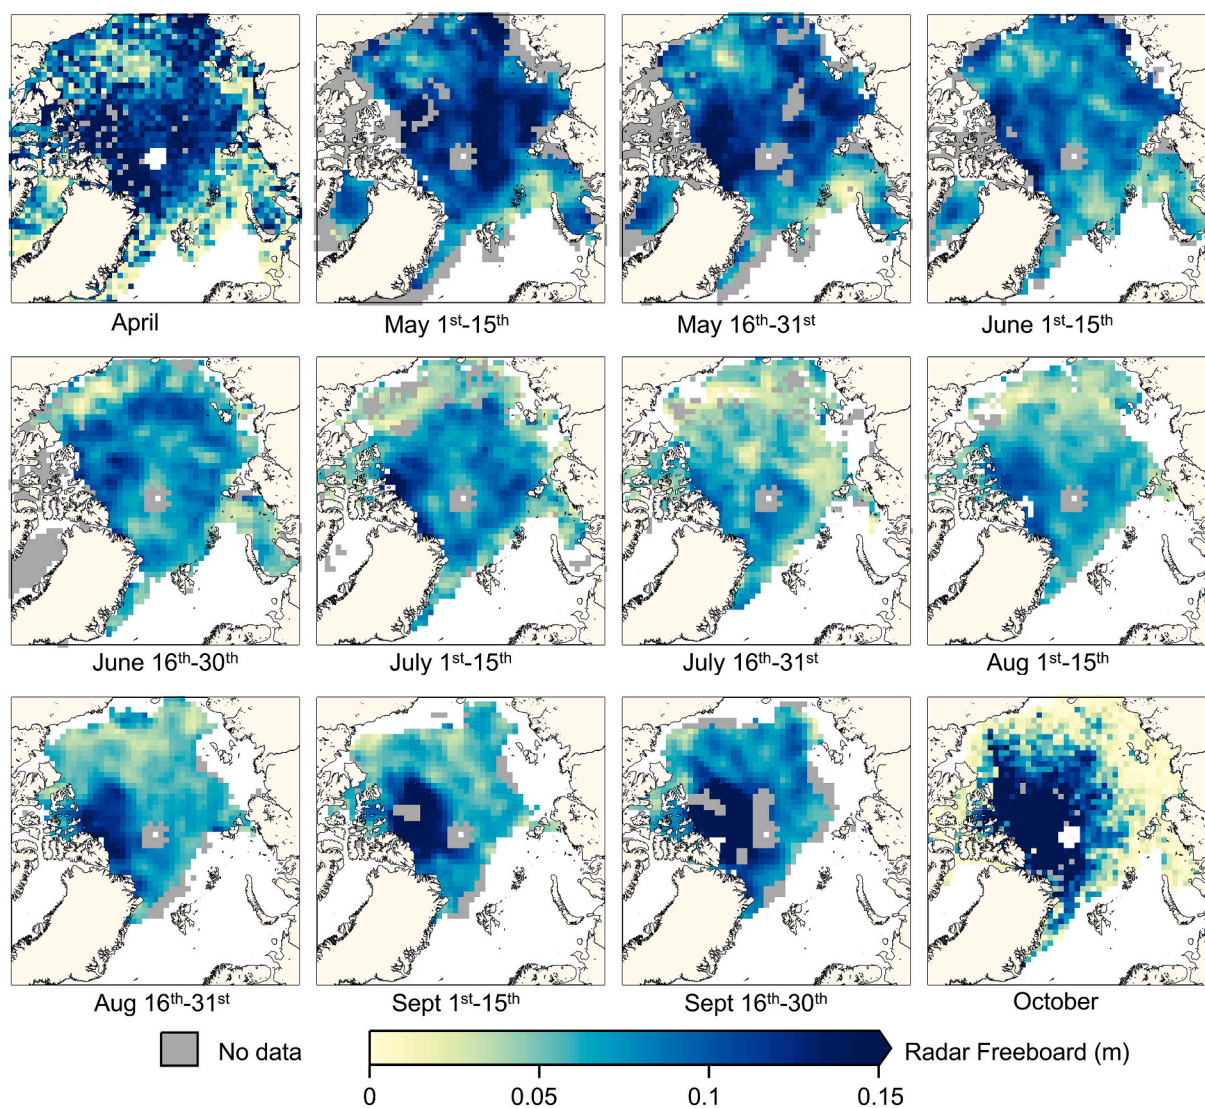 April
May 1st-15th
May 16th-31st
June 1st-15th
June 16th-30th
July 1st-15th
July 16th-31st
Aug 1st-15th
Aug 16th-31st
Sept 1st-15th
Sept 16th-30th
October
No data
Radar Freeboard (m)
0 0.05 0.1 0.15